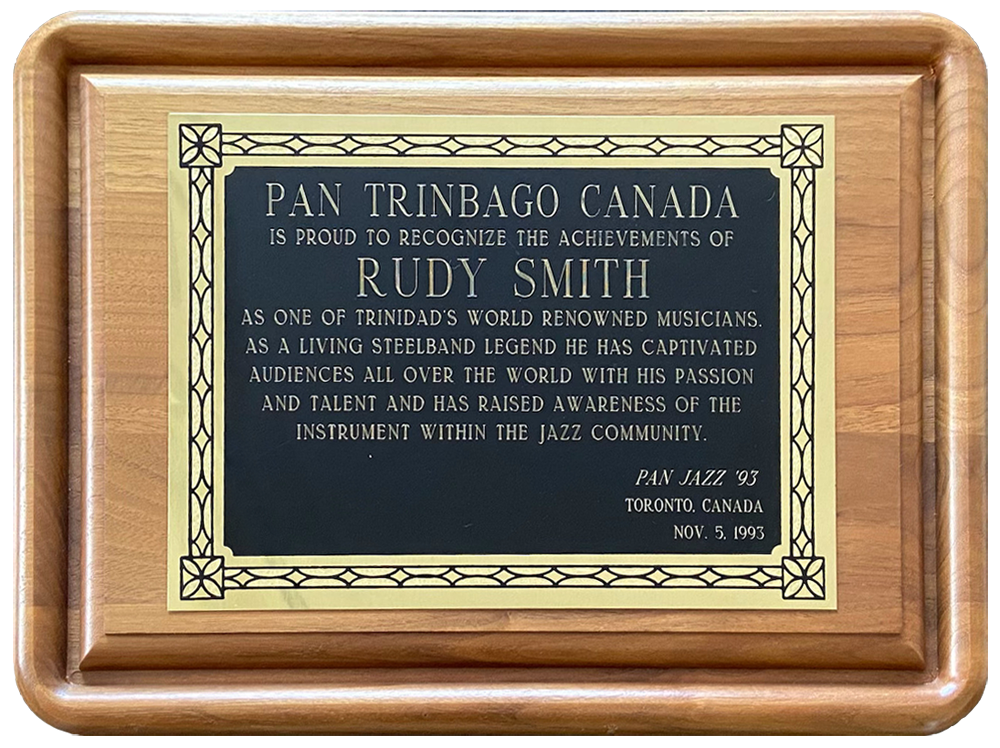 PAN TRINBAGO CANADA
IS PROUD TO RECOGNIZE THE ACHIEVEMENTS OF
RUDY SMITH
AS ONE OF TRINIDAD'S WORLD RENOWNED MUSICIANS.
AS A LIVING STEELBAND LEGEND HE HAS CAPTIVATED
AUDIENCES ALL OVER THE WORLD WITH HIS PASSION
AND TALENT AND HAS RAISED AWARENESS OF THE
INSTRUMENT WITHIN THE JAZZ COMMUNITY.
PAN JAZZ '93
TORONTO, CANADA
NOV. 5, 1993